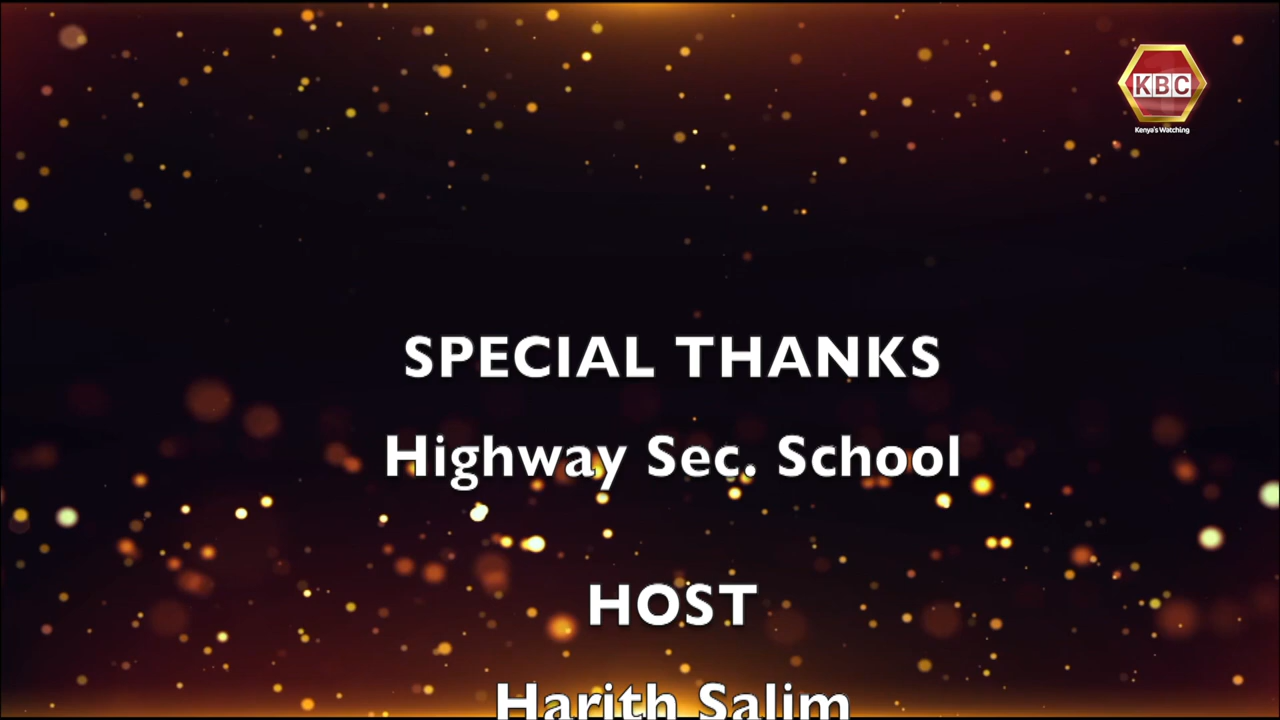 KBC
Kenya's Watching
SPECIAL THANKS
Highway Sec. School
HOST
Harith Salim